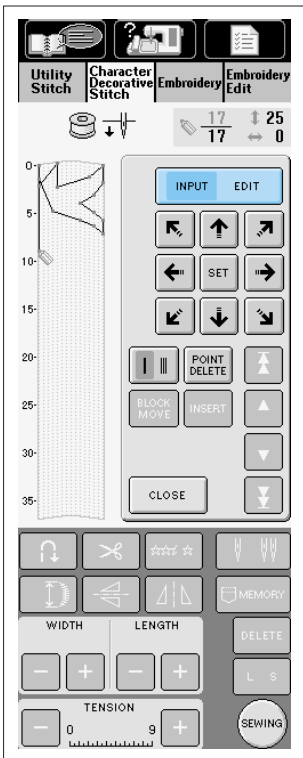 Utility
Stitch
Character
Decorative
Stitch
Embroidery
Embroidery
Edit
17
17
25
0
0
5
10
15
20
25
30
35
INPUT EDIT
SET
POINT
DELETE
BLOCK
MOVE
INSERT
CLOSE
MEMORY
WIDTH
LENGTH
DELETE
L S
TENSION
0 9
SEWING